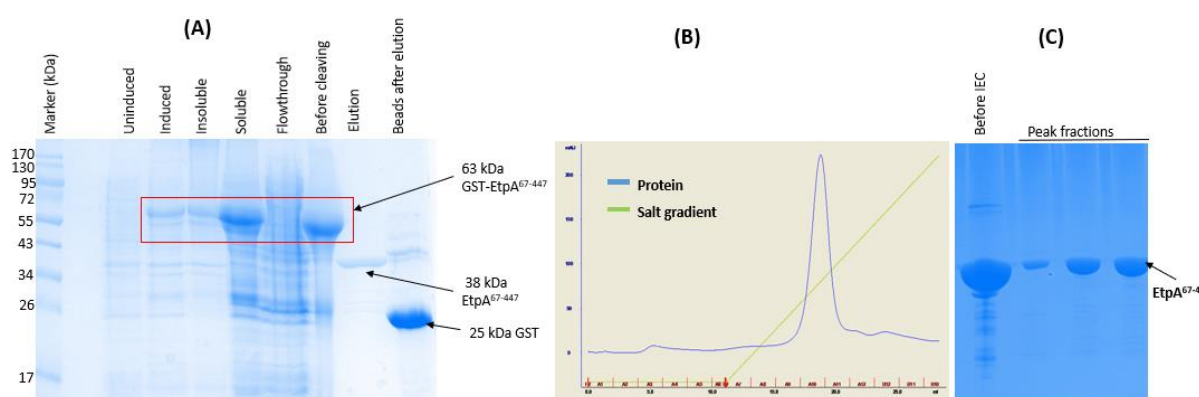 (A)
Marker (kDa)
Uninduced
Induced
Insoluble
Soluble
Flowthrough
Before cleaving
Elution
Beads after elution
170
130
95
72
55
43
34
26
17
63 kDa
GST-EtpA67-447
38 kDa
EtpA67-447
25 kDa GST
(B)
Protein
Salt gradient
(C)
Before IEC
Peak fractions
EtpA67-4